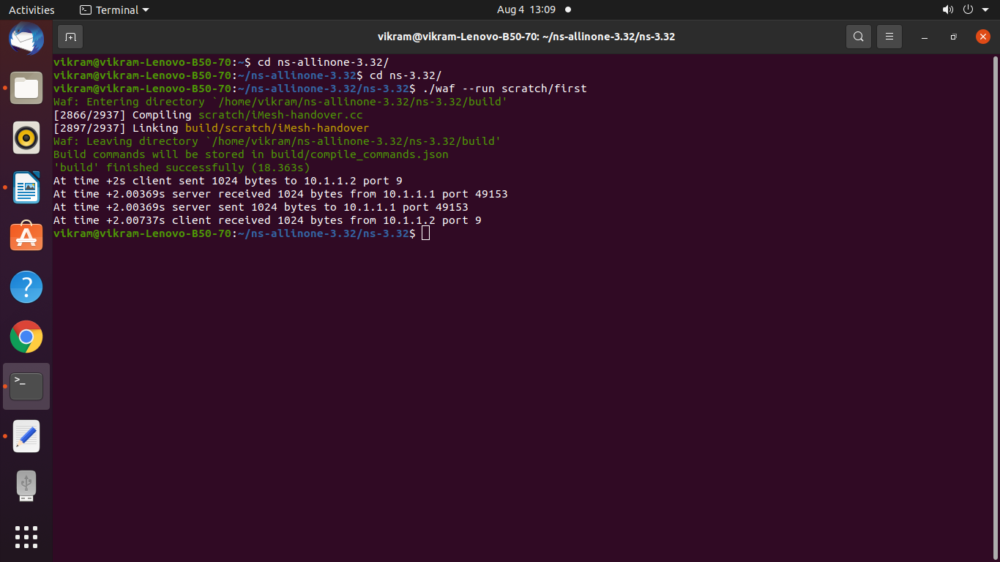 Activities
Terminal
Aug 4 13:09
vikram@vikram-Lenovo-B50-70: ~/ns-allinone-3.32/ns-3.32
vikram@vikram-Lenovo-B50-70:~$ cd ns-allinone-3.32/
vikram@vikram-Lenovo-B50-70:~/ns-allinone-3.32$ cd ns-3.32/
vikram@vikram-Lenovo-B50-70:~/ns-allinone-3.32/ns-3.32$ ./waf --run scratch/first
Waf: Entering directory `/home/vikram/ns-allinone-3.32/ns-3.32/build'
[2866/2937] Compiling scratch/iMesh-handover.cc
[2897/2937] Linking build/scratch/iMesh-handover
Waf: Leaving directory `/home/vikram/ns-allinone-3.32/ns-3.32/build'
Build commands will be stored in build/compile_commands.json
'build' finished successfully (18.363s)
At time +2s client sent 1024 bytes to 10.1.1.2 port 9
At time +2.00369s server received 1024 bytes from 10.1.1.1 port 49153
At time +2.00369s server sent 1024 bytes to 10.1.1.1 port 49153
At time +2.00737s client received 1024 bytes from 10.1.1.2 port 9
vikram@vikram-Lenovo-B50-70:~/ns-allinone-3.32/ns-3.32$